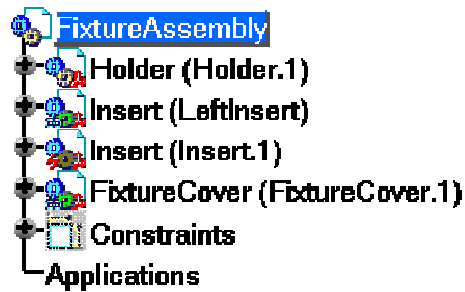 FixtureAssembly
Holder (Holder.1)
Insert (LeftInsert)
Insert (Insert.1)
FixtureCover (FixtureCover.1)
Constraints
Applications